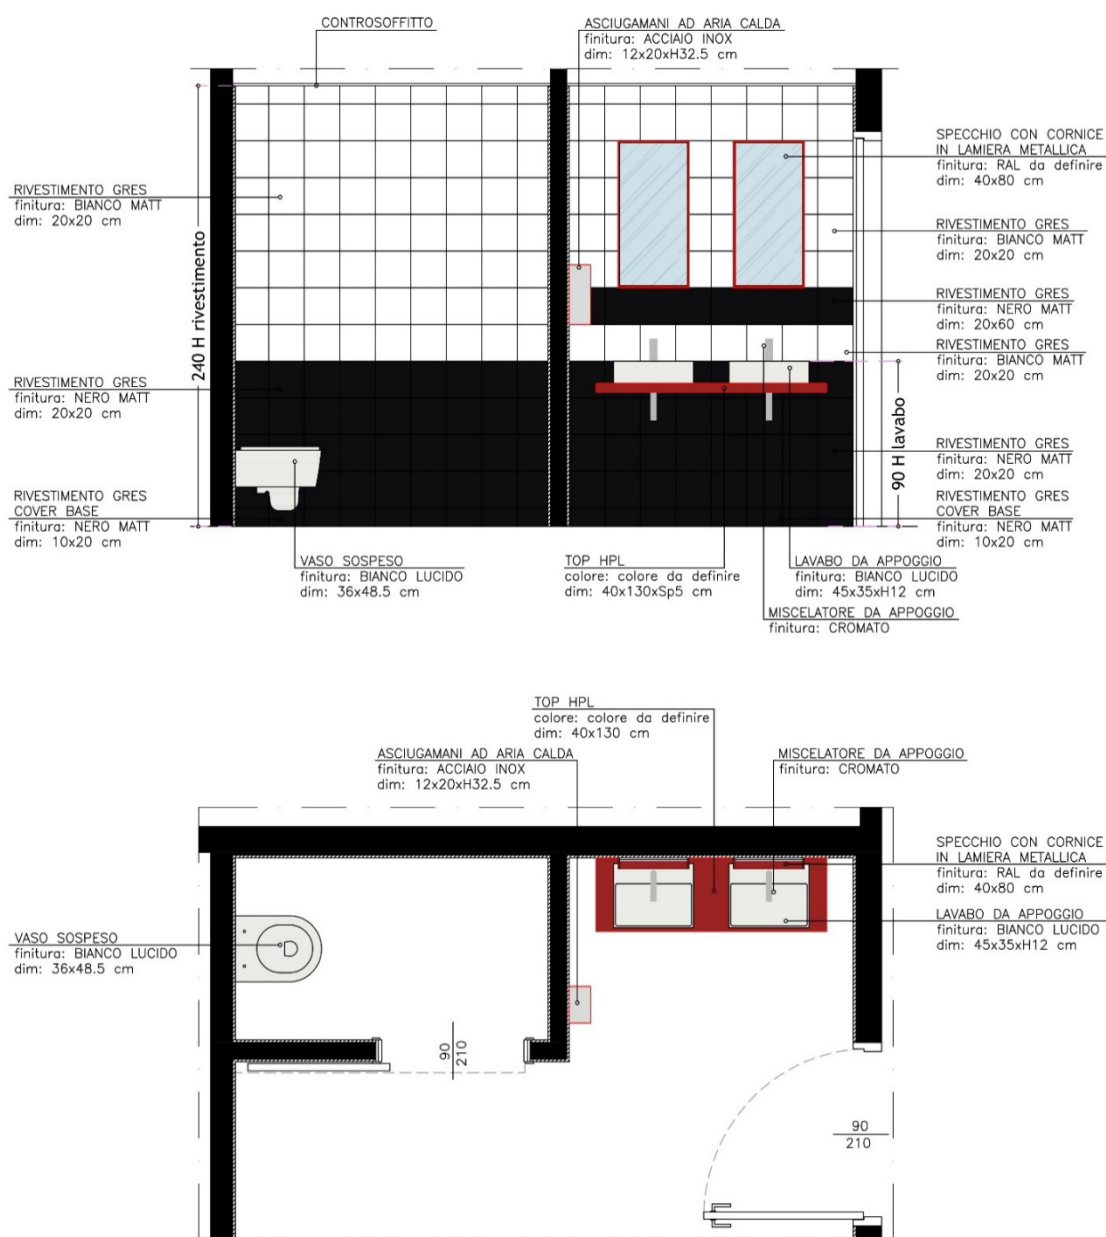 CONTROSOFFITTO
ASCIUGAMANI AD ARIA CALDA
finitura: ACCIAIO INOX
dim: 12x20xH32.5 cm
SPECCHIO CON CORNICE
IN LAMIERA METALLICA
finitura: RAL da definire
dim: 40x80 cm
RIVESTIMENTO GRES
finitura: BIANCO MATT
dim: 20x20 cm
240 H rivestimento
RIVESTIMENTO GRES
finitura: BIANCO MATT
dim: 20x20 cm
RIVESTIMENTO GRES
finitura: NERO MATT
dim: 20x60 cm
RIVESTIMENTO GRES
finitura: BIANCO MATT
dim: 20x20 cm
RIVESTIMENTO GRES
finitura: NERO MATT
dim: 20x20 cm
90 H lavabo
RIVESTIMENTO GRES
finitura: NERO MATT
dim: 20x20 cm
RIVESTIMENTO GRES
COVER BASE
finitura: NERO MATT
dim: 10x20 cm
RIVESTIMENTO GRES
COVER BASE
finitura: NERO MATT
dim: 10x20 cm
VASO SOSPESO
finitura: BIANCO LUCIDO
dim: 36x48.5 cm
TOP HPL
colore: colore da definire
dim: 40x130xSp5 cm
LAVABO DA APPOGGIO
finitura: BIANCO LUCIDO
dim: 45x35xH12 cm
MISCELATORE DA APPOGGIO
finitura: CROMATO
TOP HPL
colore: colore da definire
dim: 40x130 cm
ASCIUGAMANI AD ARIA CALDA
finitura: ACCIAIO INOX
dim: 12x20xH32.5 cm
MISCELATORE DA APPOGGIO
finitura: CROMATO
SPECCHIO CON CORNICE
IN LAMIERA METALLICA
finitura: RAL da definire
dim: 40x80 cm
LAVABO DA APPOGGIO
finitura: BIANCO LUCIDO
dim: 45x35xH12 cm
VASO SOSPESO
finitura: BIANCO LUCIDO
dim: 36x48.5 cm
90
210
90
210